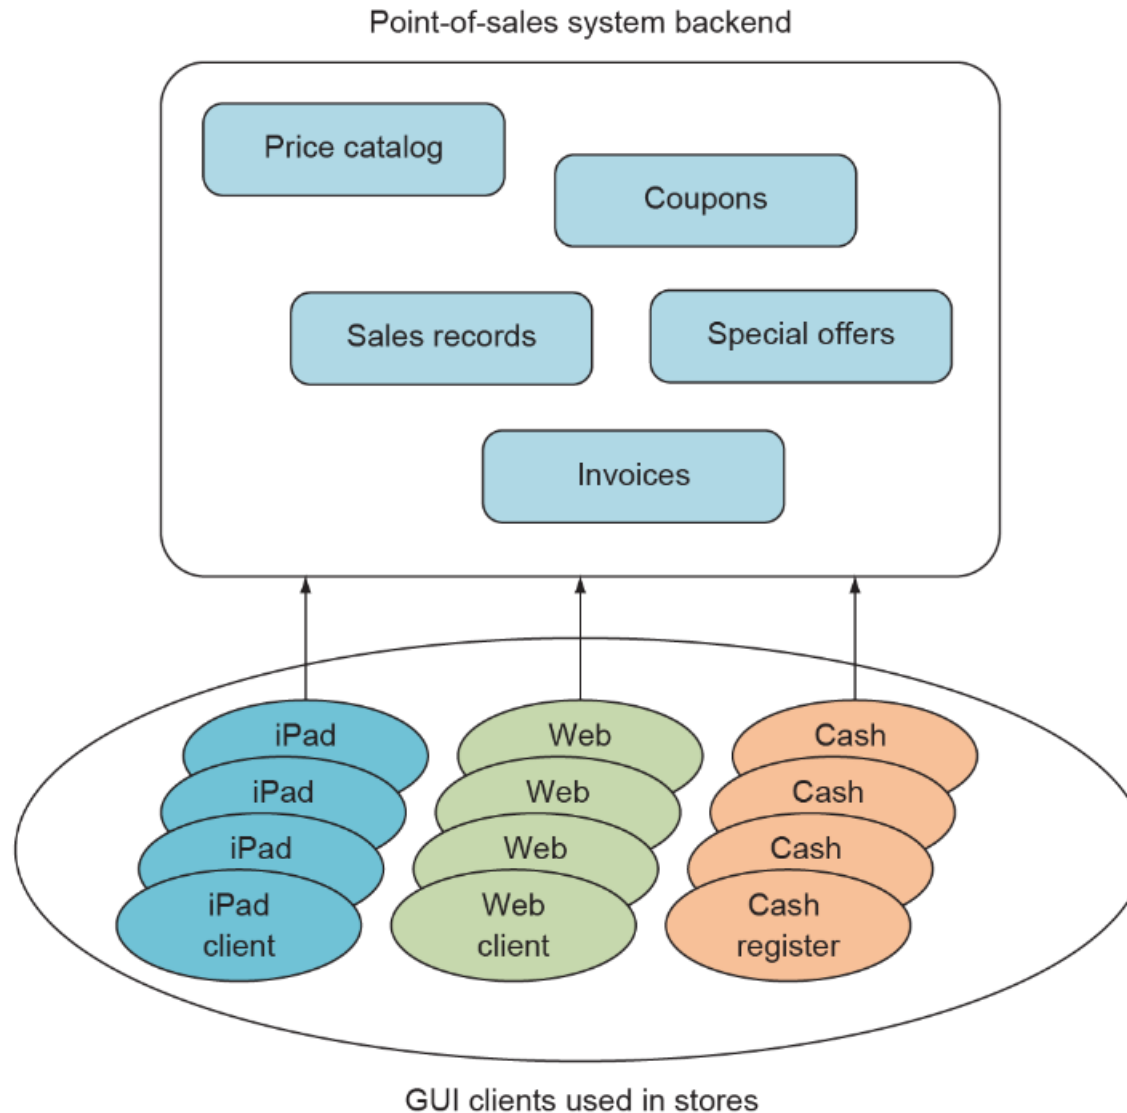 Point-of-sales system backend
Price catalog
Coupons
Sales records
Special offers
Invoices
iPad
iPad
iPad
iPad
client
Web
Web
Web
Web
client
Cash
Cash
Cash
Cash
register
GUI clients used in stores